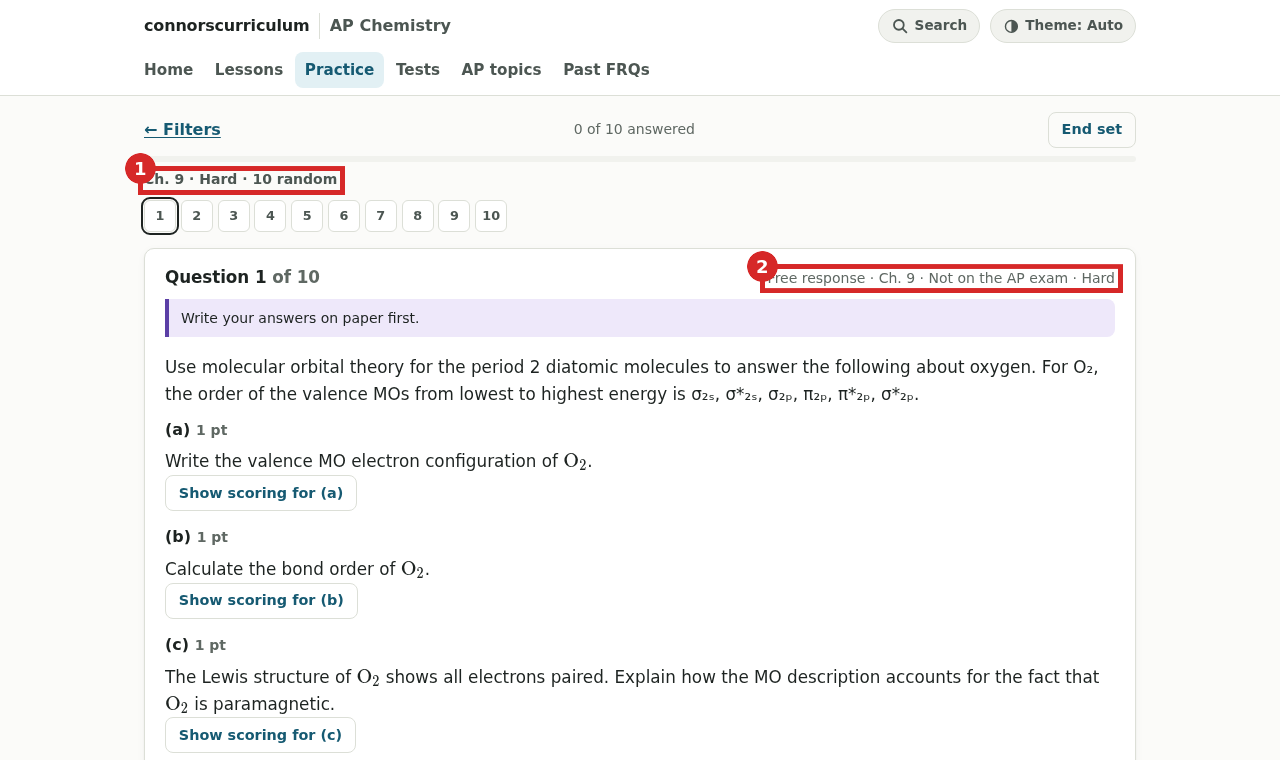 connorscurriculum AP Chemistry Search Theme: Auto
Home Lessons Practice Tests AP topics Past FRQs
← Filters 0 of 10 answered End set
1
Ch. 9 · Hard · 10 random
1 2 3 4 5 6 7 8 9 10
2
Question 1 of 10 Free response · Ch. 9 · Not on the AP exam · Hard
Write your answers on paper first.
Use molecular orbital theory for the period 2 diatomic molecules to answer the following about oxygen. For O₂,
the order of the valence MOs from lowest to highest energy is σ₂ₛ, σ*₂ₛ, σ₂ₚ, π₂ₚ, π*₂ₚ, σ*₂ₚ.
(a) 1 pt
Write the valence MO electron configuration of O₂.
Show scoring for (a)
(b) 1 pt
Calculate the bond order of O₂.
Show scoring for (b)
(c) 1 pt
The Lewis structure of O₂ shows all electrons paired. Explain how the MO description accounts for the fact that
O₂ is paramagnetic.
Show scoring for (c)